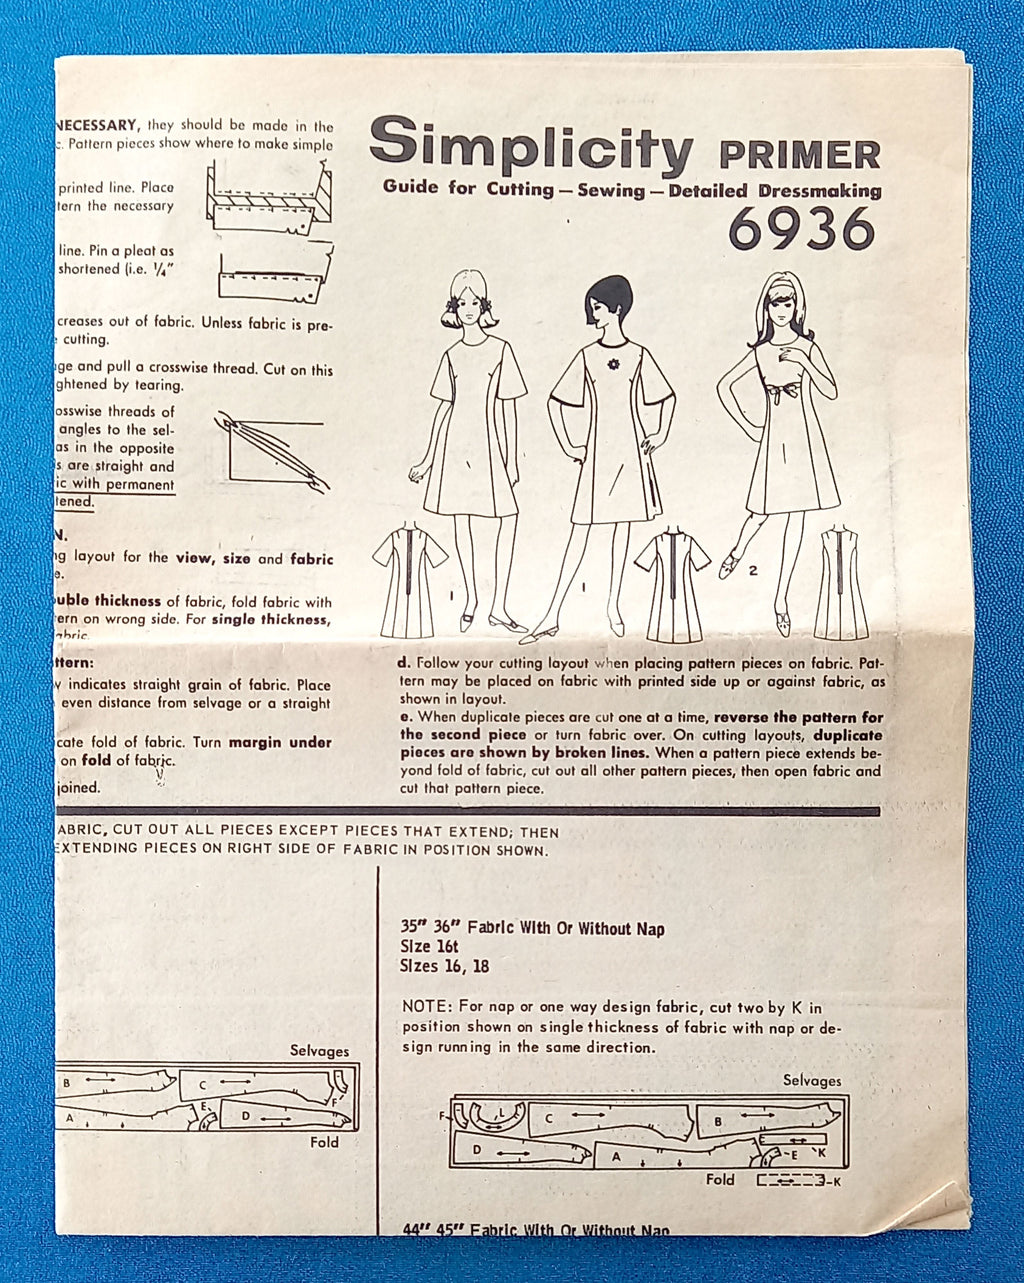 NECESSARY, they should be made in the
c. Pattern pieces show where to make simple
printed line. Place
tern the necessary
line. Pin a pleat as
shortened (i.e. ¼"
creases out of fabric. Unless fabric is pre-
cutting.
ge and pull a crosswise thread. Cut on this
ghtened by tearing.
osswise threads of
angles to the sel-
as in the opposite
s are straight and
ic with permanent
tened.
N.
ng layout for the view, size and fabric
e.
uble thickness of fabric, fold fabric with
ern on wrong side. For single thickness,
abric.
ttern:
w indicates straight grain of fabric. Place
even distance from selvage or a straight
cate fold of fabric. Turn margin under
on fold of fabric.
joined.
Simplicity PRIMER
Guide for Cutting — Sewing — Detailed Dressmaking
6936
1
1
2
d. Follow your cutting layout when placing pattern pieces on fabric. Pat-
tern may be placed on fabric with printed side up or against fabric, as
shown in layout.
e. When duplicate pieces are cut one at a time, reverse the pattern for
the second piece or turn fabric over. On cutting layouts, duplicate
pieces are shown by broken lines. When a pattern piece extends be-
yond fold of fabric, cut out all other pattern pieces, then open fabric and
cut that pattern piece.
ABRIC, CUT OUT ALL PIECES EXCEPT PIECES THAT EXTEND; THEN
EXTENDING PIECES ON RIGHT SIDE OF FABRIC IN POSITION SHOWN.
Selvages
B
C
F
A
E
D
Fold
35" 36" Fabric With Or Without Nap
Size 16t
Sizes 16, 18
NOTE: For nap or one way design fabric, cut two by K in
position shown on single thickness of fabric with nap or de-
sign running in the same direction.
Selvages
F
L
C
B
D
A
E
K
Fold
K
44" 45" Fabric With Or Without Nap